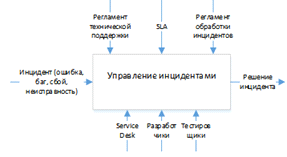 Регламент
технической
поддержки
SLA
Регламент
обработки
инцидентов
Инцидент (ошибка,
баг, сбой,
неисправность)
Управление инцидентами
Решение
инцидента
Service
Desk
Разработ
чики
Тестиров
щики